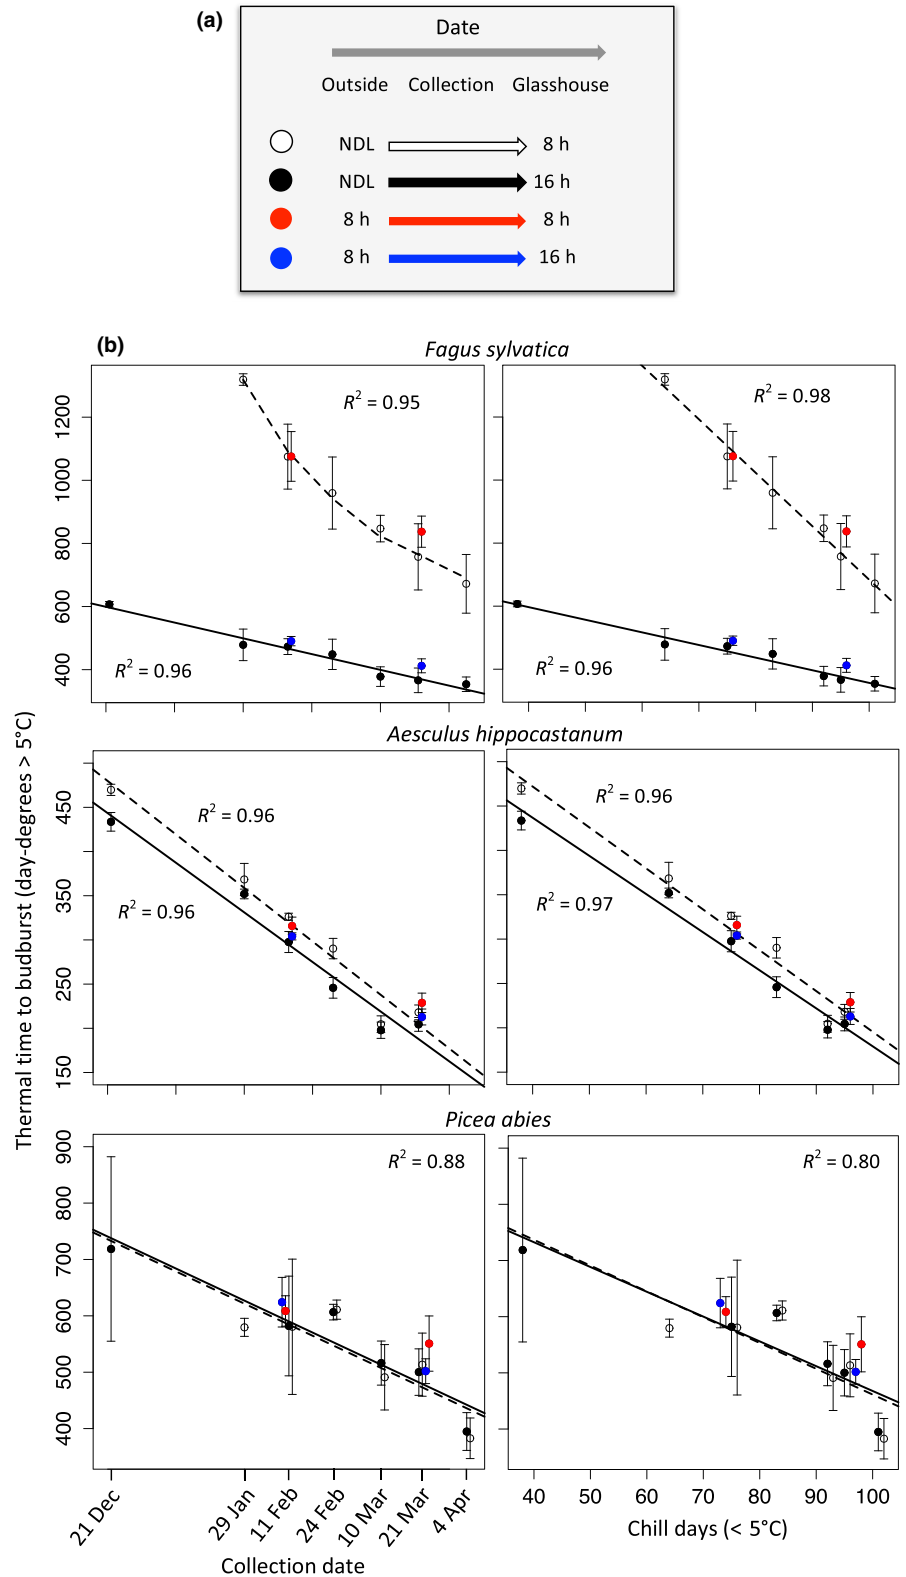 (a)
Date
Outside Collection Glasshouse
NDL 8 h
NDL 16 h
8 h 8 h
8 h 16 h
(b)
Fagus sylvatica
R² = 0.95
R² = 0.98
R² = 0.96
R² = 0.96
1200
1000
800
600
400
Aesculus hippocastanum
R² = 0.96
R² = 0.96
R² = 0.96
R² = 0.97
450
350
250
150
Thermal time to budburst (day-degrees > 5°C)
Picea abies
R² = 0.88
R² = 0.80
900
800
700
600
500
400
21 Dec 29 Jan 11 Feb 24 Feb 10 Mar 21 Mar 4 Apr
40 50 60 70 80 90 100
Collection date
Chill days (< 5°C)